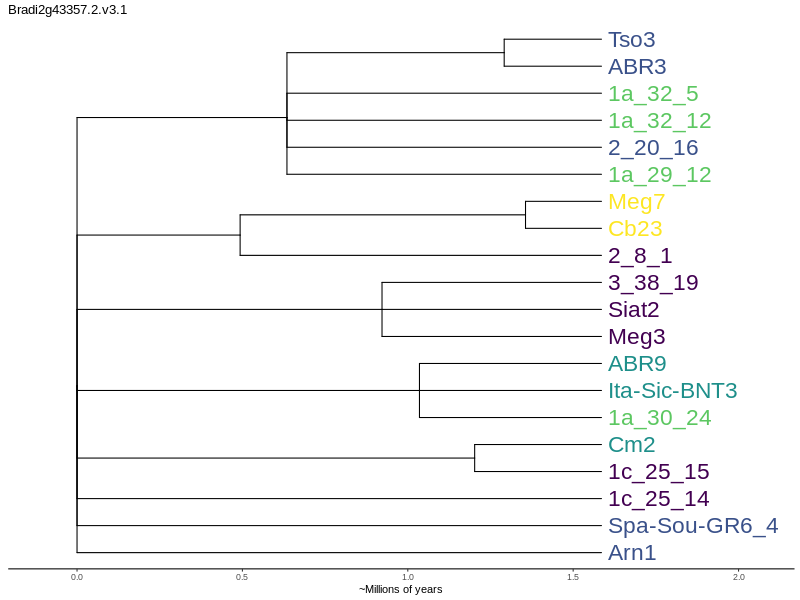 Bradi2g43357.2.v3.1
Tso3
ABR3
1a_32_5
1a_32_12
2_20_16
1a_29_12
Meg7
Cb23
2_8_1
3_38_19
Siat2
Meg3
ABR9
Ita-Sic-BNT3
1a_30_24
Cm2
1c_25_15
1c_25_14
Spa-Sou-GR6_4
Arn1
0.0 0.5 1.0 1.5 2.0
~Millions of years